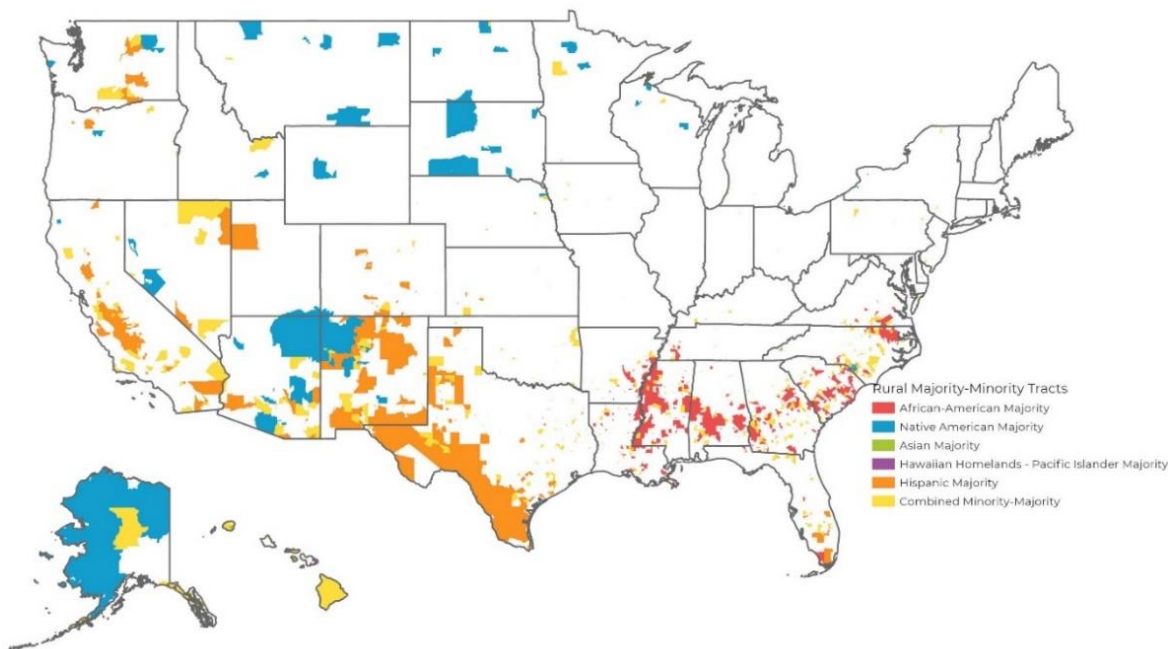 Rural Majority-Minority Tracts
African-American Majority
Native American Majority
Asian Majority
Hawaiian Homelands - Pacific Islander Majority
Hispanic Majority
Combined Minority-Majority